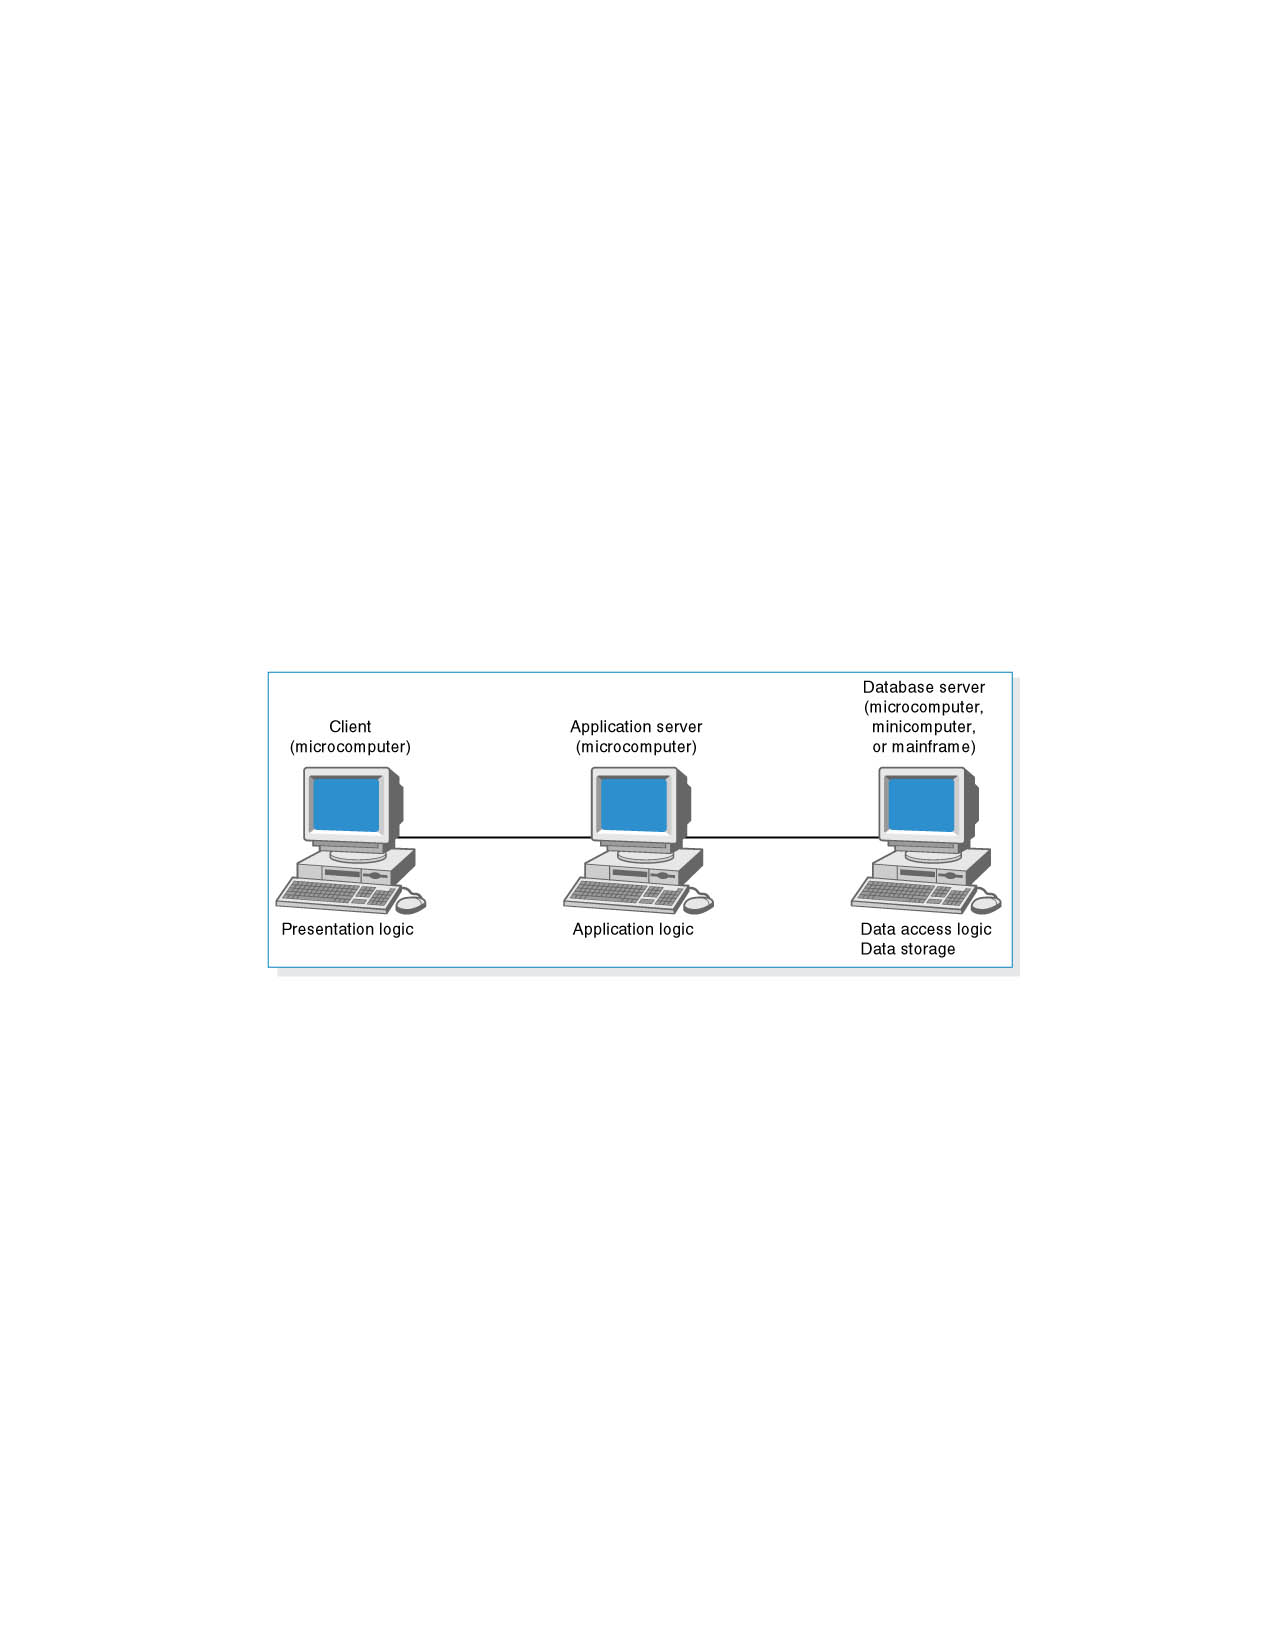 Client
(microcomputer)
Application server
(microcomputer)
Database server
(microcomputer,
minicomputer,
or mainframe)
Presentation logic
Application logic
Data access logic
Data storage